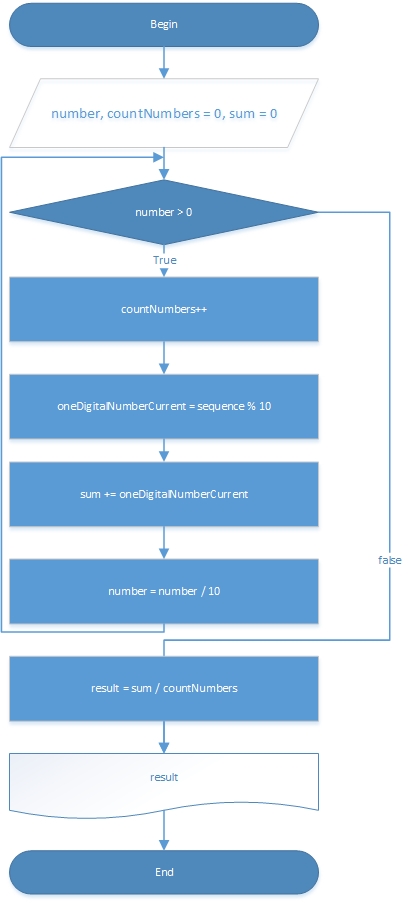 Begin
number, countNumbers = 0, sum = 0
number > 0
True
countNumbers++
oneDigitalNumberCurrent = sequence % 10
sum += oneDigitalNumberCurrent
number = number / 10
false
result = sum / countNumbers
result
End